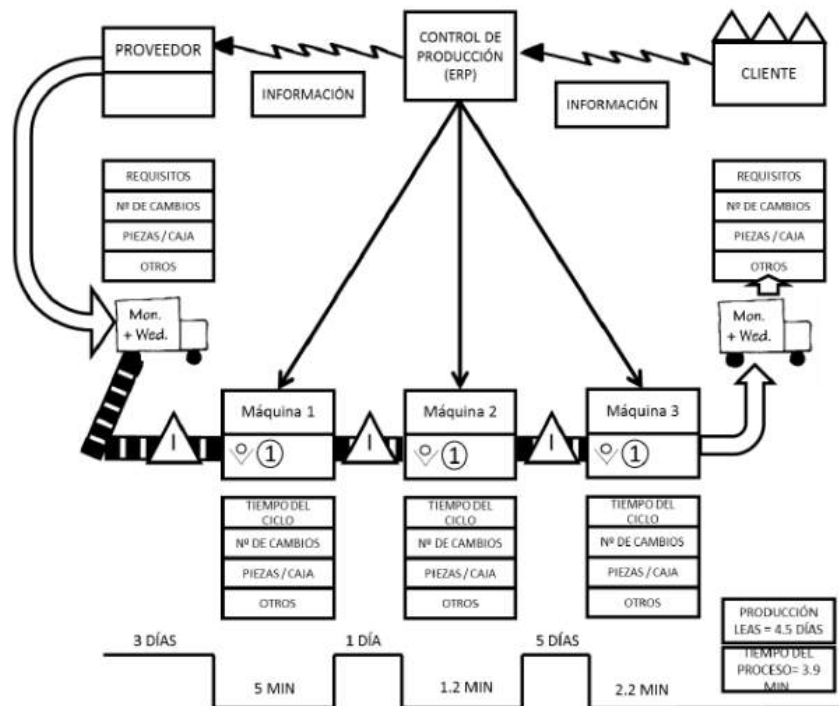 PROVEEDOR
CONTROL DE
PRODUCCIÓN
(ERP)
CLIENTE
INFORMACIÓN
INFORMACIÓN
REQUISITOS
Nº DE CAMBIOS
PIEZAS / CAJA
OTROS
REQUISITOS
Nº DE CAMBIOS
PIEZAS / CAJA
OTROS
Mon.
+ Wed.
Mon.
+ Wed.
Máquina 1
Máquina 2
Máquina 3
I
1
I
1
I
1
TIEMPO DEL
CICLO
Nº DE CAMBIOS
PIEZAS / CAJA
OTROS
TIEMPO DEL
CICLO
Nº DE CAMBIOS
PIEZAS / CAJA
OTROS
TIEMPO DEL
CICLO
Nº DE CAMBIOS
PIEZAS / CAJA
OTROS
PRODUCCIÓN
LEAS = 4.5 DÍAS
TIEMPO DEL
PROCESO= 3.9
MIN
3 DÍAS
1 DÍA
5 DÍAS
5 MIN
1.2 MIN
2.2 MIN